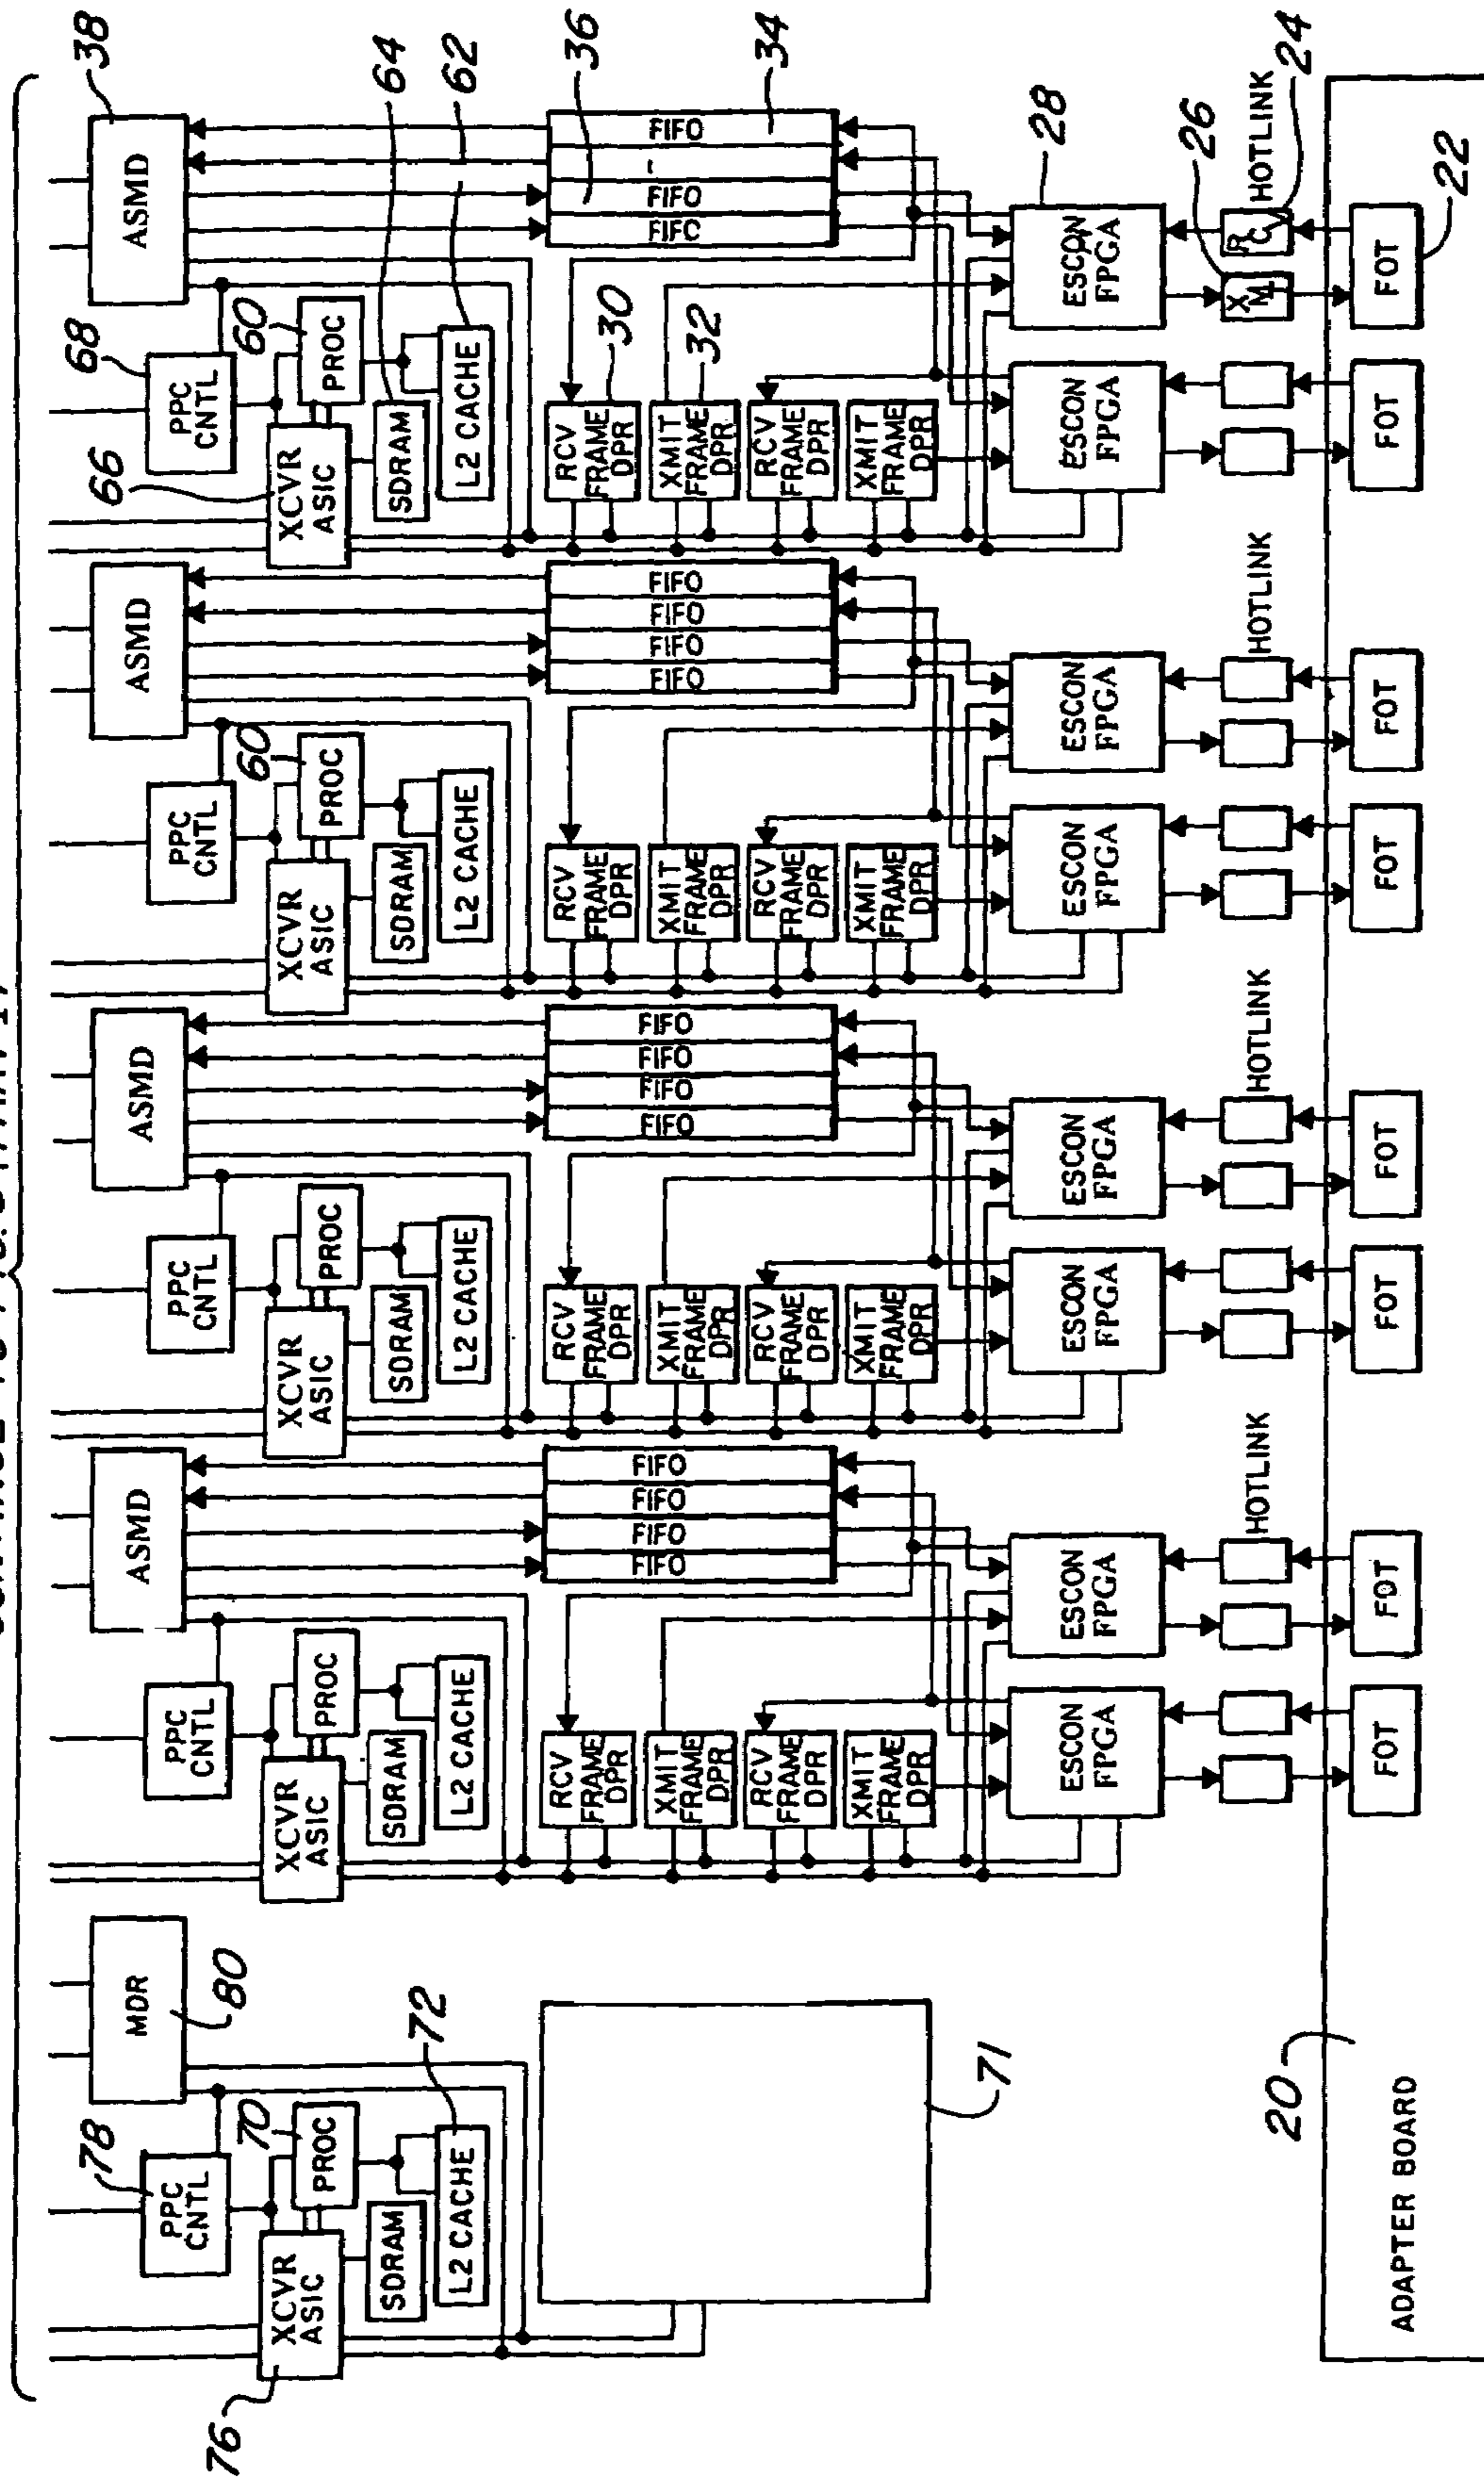 MDR
80
78
PPC
CNTL
70
PROC
76
XCVR
ASIC
SDRAM
72
L2 CACHE
71
ASMD
PPC
CNTL
PROC
XCVR
ASIC
SDRAM
L2 CACHE
FIFO
FIFO
FIFO
FIFO
RCV
FRAME
DPR
XMIT
FRAME
DPR
RCV
FRAME
DPR
XMIT
FRAME
DPR
ESCON
FPGA
ESCON
FPGA
HOTLINK
FOT
FOT
ASMD
PPC
CNTL
PROC
XCVR
ASIC
SDRAM
L2 CACHE
FIFO
FIFO
FIFO
FIFO
RCV
FRAME
DPR
XMIT
FRAME
DPR
RCV
FRAME
DPR
XMIT
FRAME
DPR
ESCON
FPGA
ESCON
FPGA
HOTLINK
FOT
FOT
ASMD
PPC
CNTL
60
PROC
XCVR
ASIC
SDRAM
L2 CACHE
FIFO
FIFO
FIFO
FIFO
RCV
FRAME
DPR
XMIT
FRAME
DPR
RCV
FRAME
DPR
XMIT
FRAME
DPR
ESCON
FPGA
ESCON
FPGA
HOTLINK
FOT
FOT
38
ASMD
68
PPC
CNTL
60
PROC
66
XCVR
ASIC
64
SDRAM
62
L2 CACHE
36
FIFO
FIFO
FIFC
34
RCV
FRAME
DPR
30
XMIT
FRAME
DPR
32
RCV
FRAME
DPR
XMIT
FRAME
DPR
ESCON
FPGA
ESCON
FPGA
28
26
XM
RC
HOTLINK
24
FOT
FOT
22
20
ADAPTER BOARD